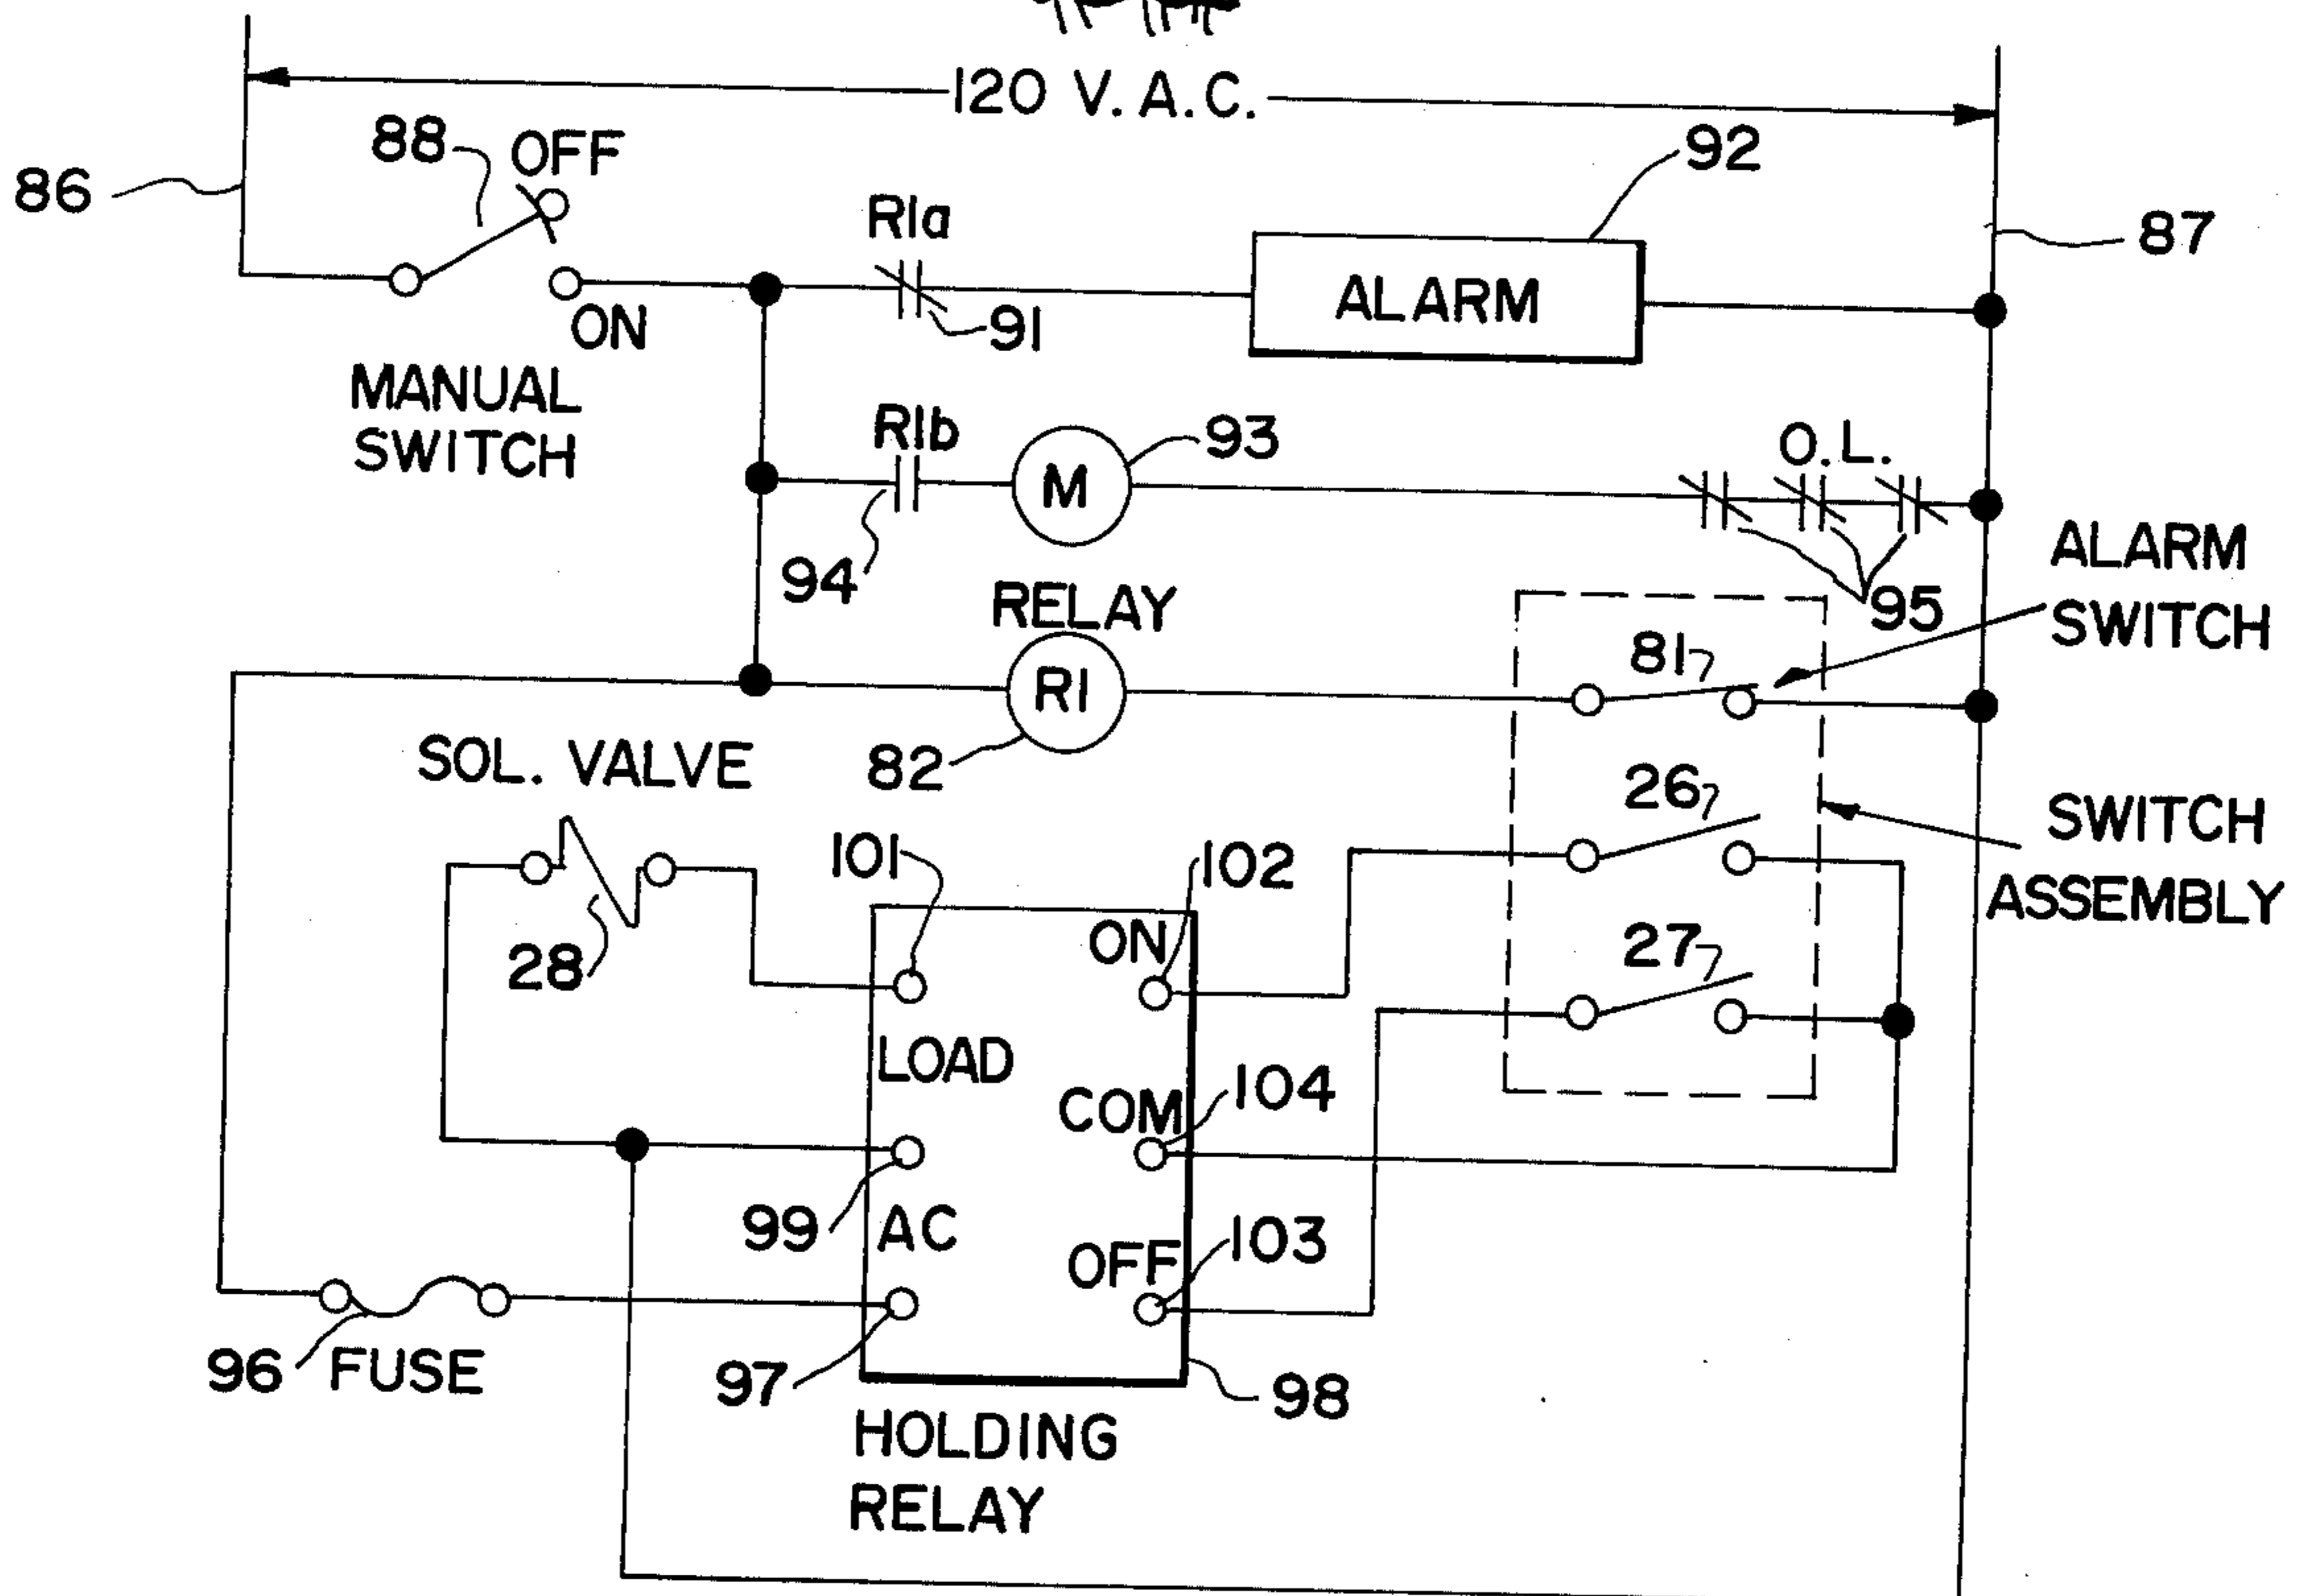 120 V. A.C.
88 OFF
92
86
R1a
87
ALARM
ON
91
MANUAL
SWITCH
R1b
93
O.L.
94
ALARM
SWITCH
95
RELAY
81
R1
M
82
SOL. VALVE
26
SWITCH
ASSEMBLY
101
102
28
ON
27
LOAD
104
COM
99
AC
103
OFF
96 FUSE
97
98
HOLDING
RELAY